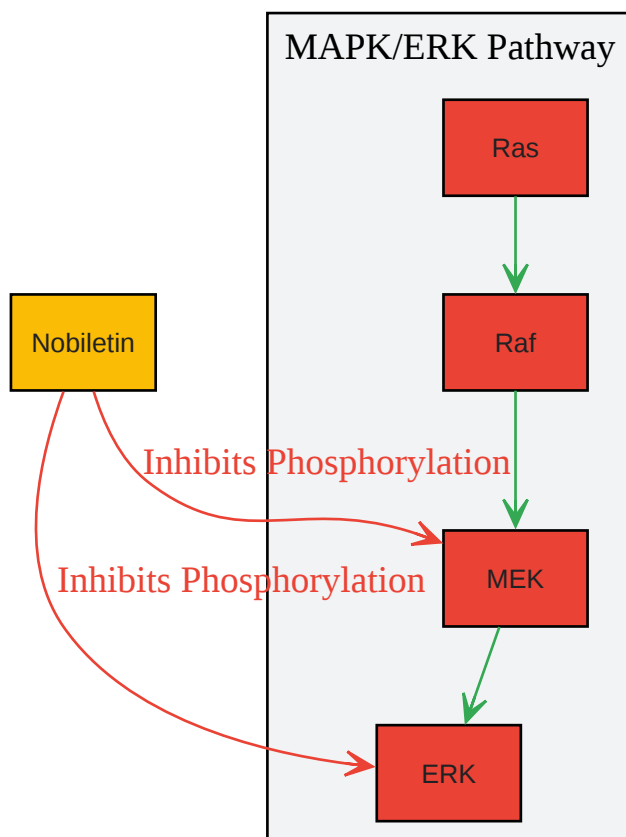 MAPK/ERK Pathway
Ras
Nobiletin
Raf
Inhibits Phosphorylation
Inhibits Phosphorylation
MEK
ERK